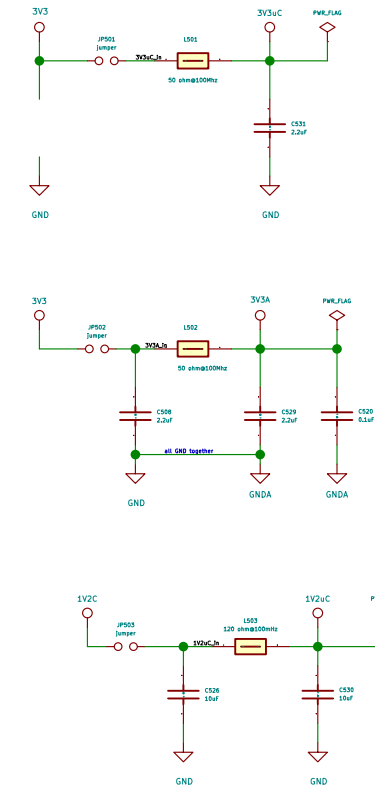 3V3
3V3uC
PWR_FLAG
JP501
jumper
3V3uC_In
L501
50 ohm@100Mhz
C531
2.2uF
GND
GND
3V3
3V3A
PWR_FLAG
JP502
jumper
3V3A_In
L502
50 ohm@100Mhz
C508
2.2uF
C529
2.2uF
C520
0.1uF
all GND together
GND
GNDA
GNDA
1V2C
1V2uC
P
JP503
jumper
1V2uC_In
L503
120 ohm@100mHz
C526
10uF
C530
10uF
GND
GND